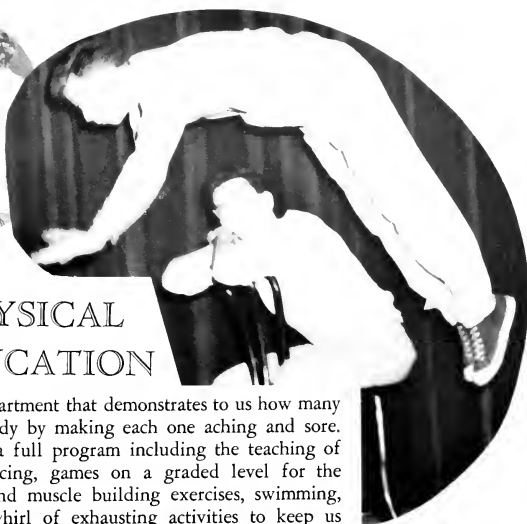 YSICAL
CATION
artment that demonstrates to us how many
dy by making each one aching and sore.
a full program including the teaching of
cing, games on a graded level for the
nd muscle building exercises, swimming,
whirl of exhausting activities to keep us